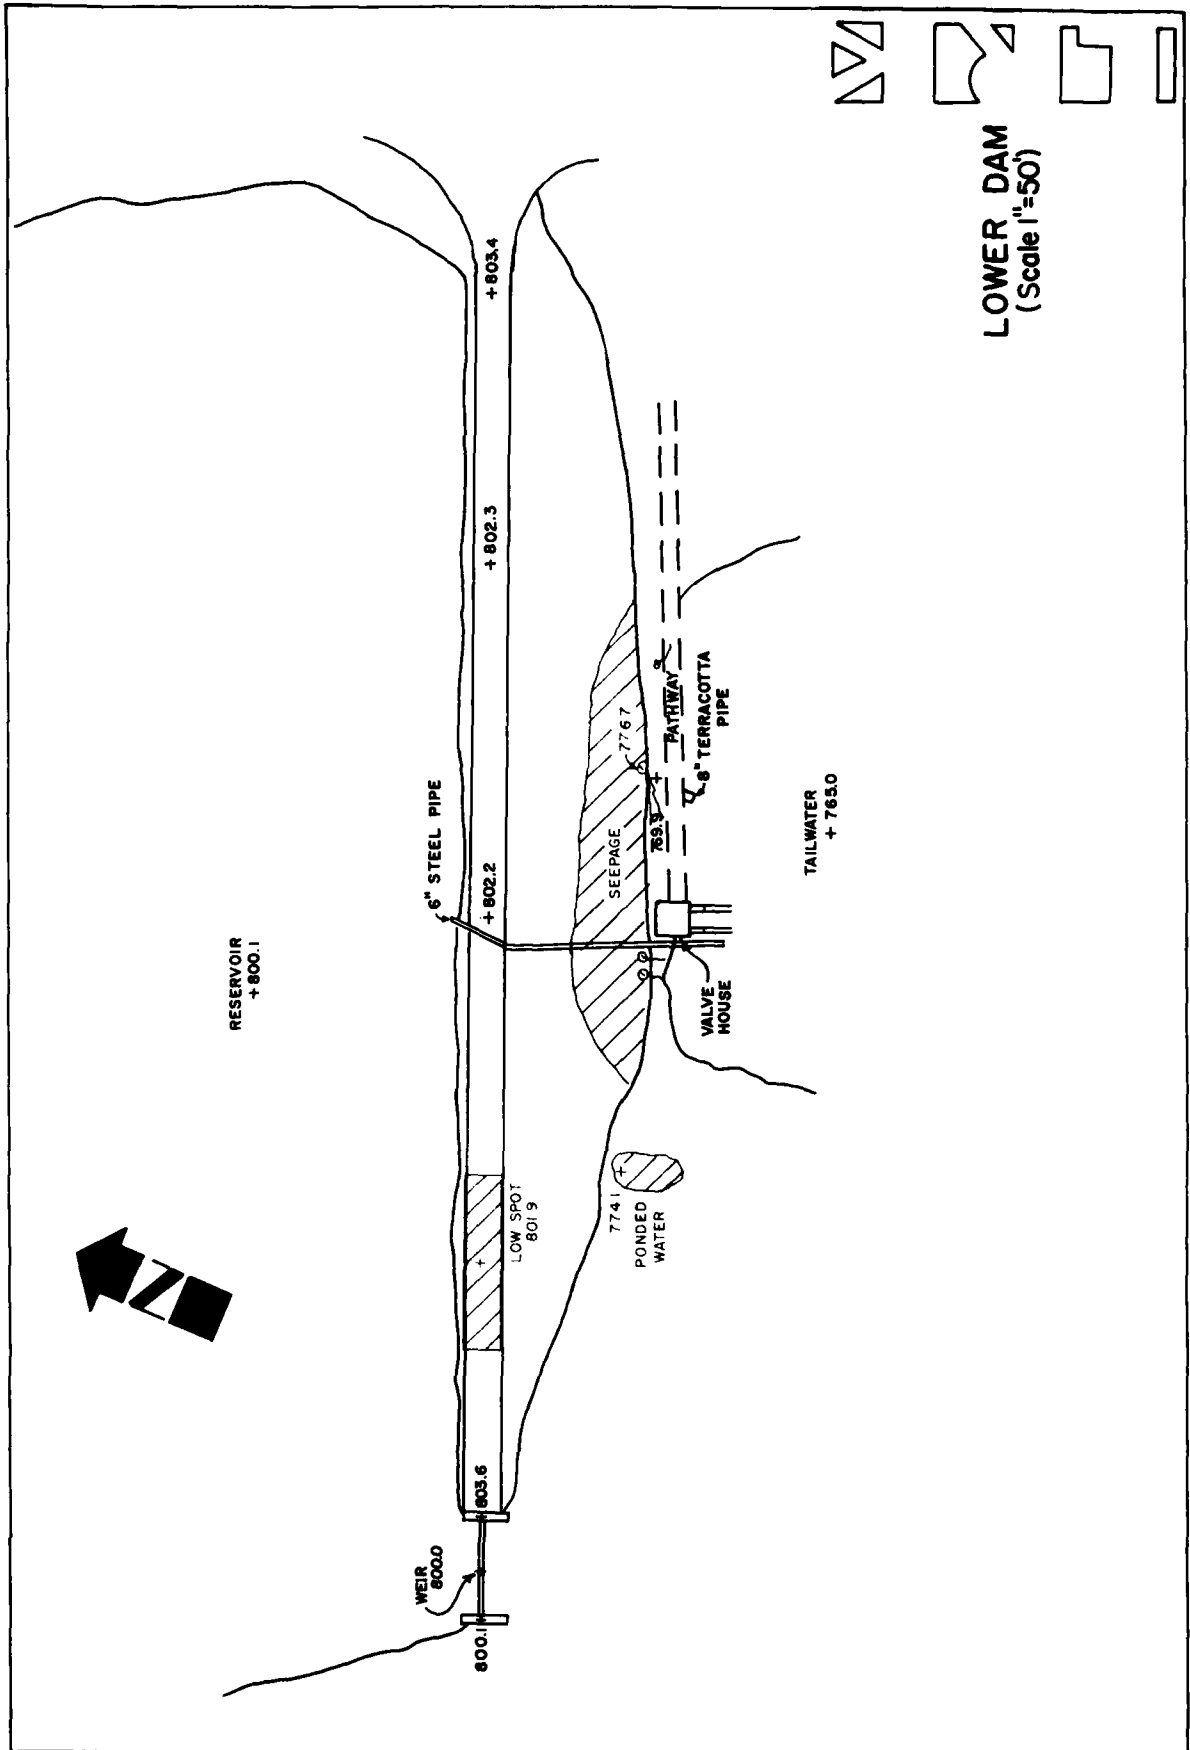 RESERVOIR
+800.1
WEIR
800.0
800.1
803.6
LOW SPOT
801 9
6" STEEL PIPE
+802.2
+802.3
+803.4
SEEPAGE
776 7
769.9
PATHWAY
8" TERRACOTTA
PIPE
VALVE
HOUSE
774 1
PONDED
WATER
TAILWATER
+765.0
LOWER DAM
(Scale 1"=50')